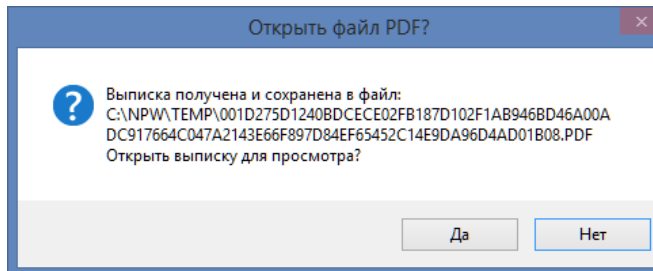 Открыть файл PDF?
Выписка получена и сохранена в файл:
C:\NPW\TEMP\001D275D1240BDCECE02FB187D102F1AB946BD46A00A
DC917664C047A2143E66F897D84EF65452C14E9DA96D4AD01B08.PDF
Открыть выписку для просмотра?
Да
Нет